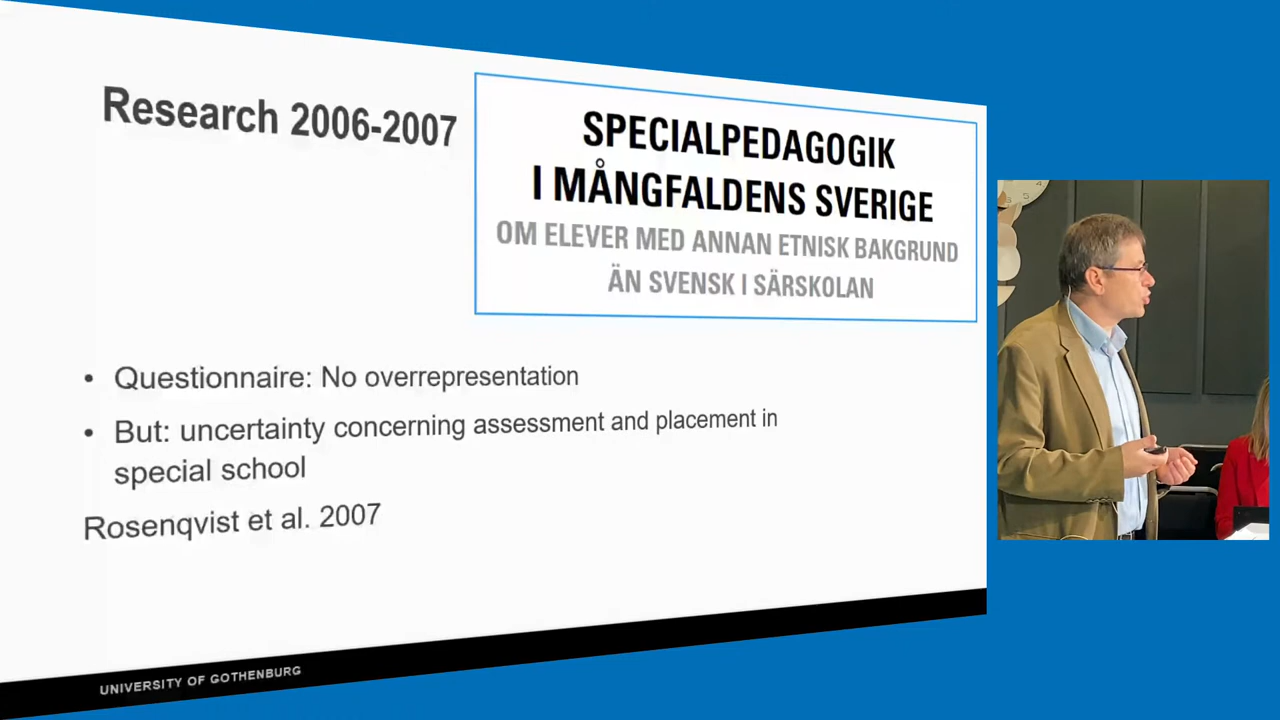 Research 2006-2007
SPECIALPEDAGOGIK
I MÅNGFALDENS SVERIGE
OM ELEVER MED ANNAN ETNISK BAKGRUND
ÄN SVENSK I SÄRSKOLAN
• Questionnaire: No overrepresentation
• But: uncertainty concerning assessment and placement in
special school
Rosenqvist et al. 2007
UNIVERSITY OF GOTHENBURG